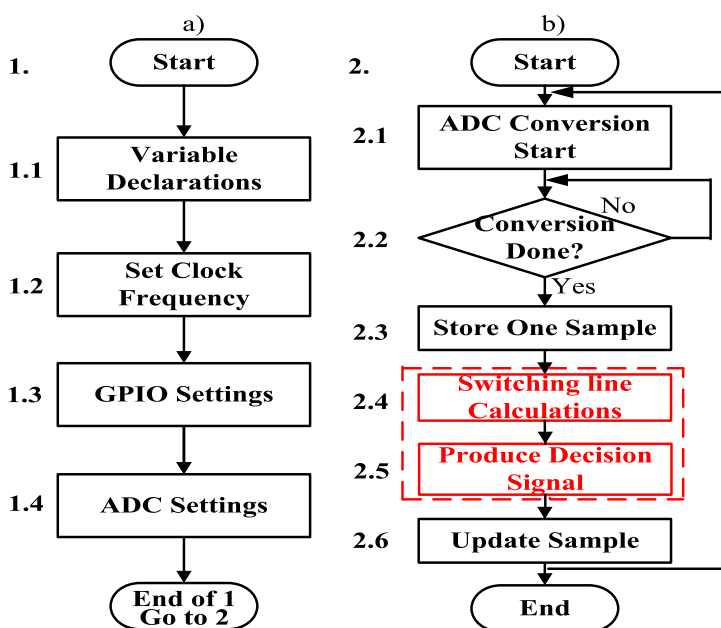 a)
1.
Start
1.1
Variable
Declarations
1.2
Set Clock
Frequency
1.3
GPIO Settings
1.4
ADC Settings
End of 1
Go to 2
b)
2.
Start
2.1
ADC Conversion
Start
2.2
Conversion
Done?
No
Yes
2.3
Store One Sample
2.4
Switching line
Calculations
2.5
Produce Decision
Signal
2.6
Update Sample
End